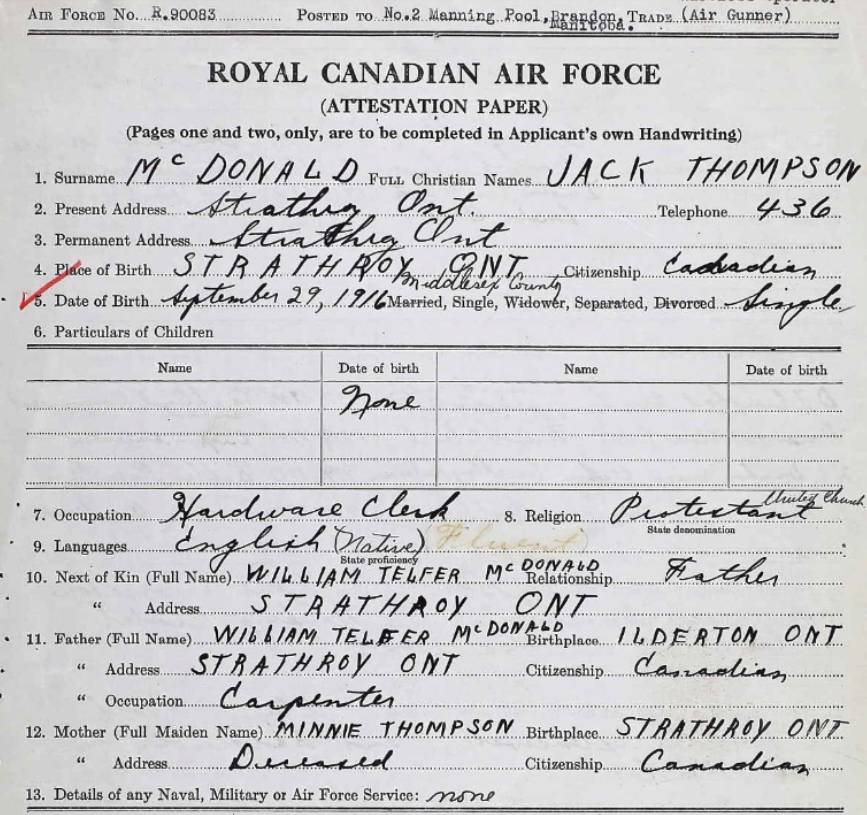 AIR FORCE NO. R.90083 POSTED TO No.2 Manning Pool, Brandon, TRADE (Air Gunner)
Manitoba.
ROYAL CANADIAN AIR FORCE
(ATTESTATION PAPER)
(Pages one and two, only, are to be completed in Applicant's own Handwriting)
1. Surname McDONALD FULL Christian Names JACK THOMPSON
2. Present Address Strathroy Ont. Telephone 436
3. Permanent Address Strathroy Ont
4. Place of Birth STRATHROY ONT Citizenship Canadian
Middlesex County
5. Date of Birth September 29, 1916 Married, Single, Widower, Separated, Divorced Single
6. Particulars of Children
Name Date of birth Name Date of birth
None
United Church
7. Occupation Hardware Clerk 8. Religion Protestant
State denomination
9. Languages English (Native) Fluent
State proficiency
10. Next of Kin (Full Name) WILLIAM TELFER McDONALD Relationship Father
" Address STRATHROY ONT
11. Father (Full Name) WILLIAM TELFER McDONALD Birthplace ILDERTON ONT
" Address STRATHROY ONT Citizenship Canadian
" Occupation Carpenter
12. Mother (Full Maiden Name) MINNIE THOMPSON Birthplace STRATHROY ONT
" Address Deceased Citizenship Canadian
13. Details of any Naval, Military or Air Force Service: none